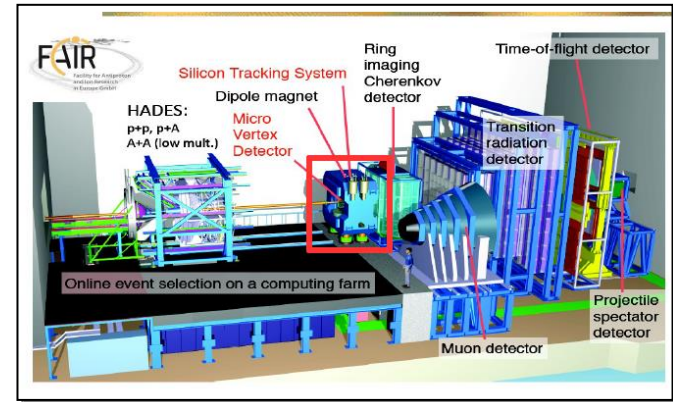 FAIR
Facility for Antiproton
and Ion Research
in Europe GmbH
HADES:
p+p, p+A
A+A (low mult.)
Silicon Tracking System
Dipole magnet
Micro
Vertex
Detector
Ring
imaging
Cherenkov
detector
Time-of-flight detector
Transition
radiation
detector
Online event selection on a computing farm
Muon detector
Projectile
spectator
detector